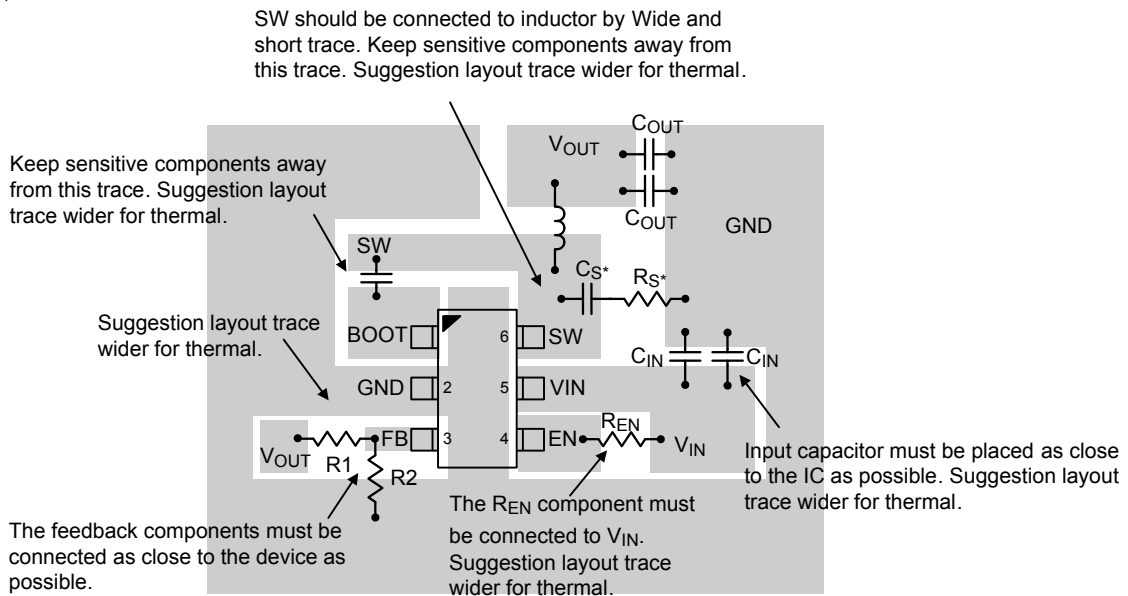 SW should be connected to inductor by Wide and
short trace. Keep sensitive components away from
this trace. Suggestion layout trace wider for thermal.
COUT
VOUT
Keep sensitive components away
from this trace. Suggestion layout
trace wider for thermal.
COUT
GND
SW
CS*
RS*
Suggestion layout trace
wider for thermal.
BOOT
6
SW
CIN
CIN
GND
2
5
VIN
REN
FB
3
4
EN
VIN
VOUT
R1
R2
Input capacitor must be placed as close
to the IC as possible. Suggestion layout
trace wider for thermal.
The feedback components must be
connected as close to the device as
possible.
The REN component must
be connected to VIN.
Suggestion layout trace
wider for thermal.